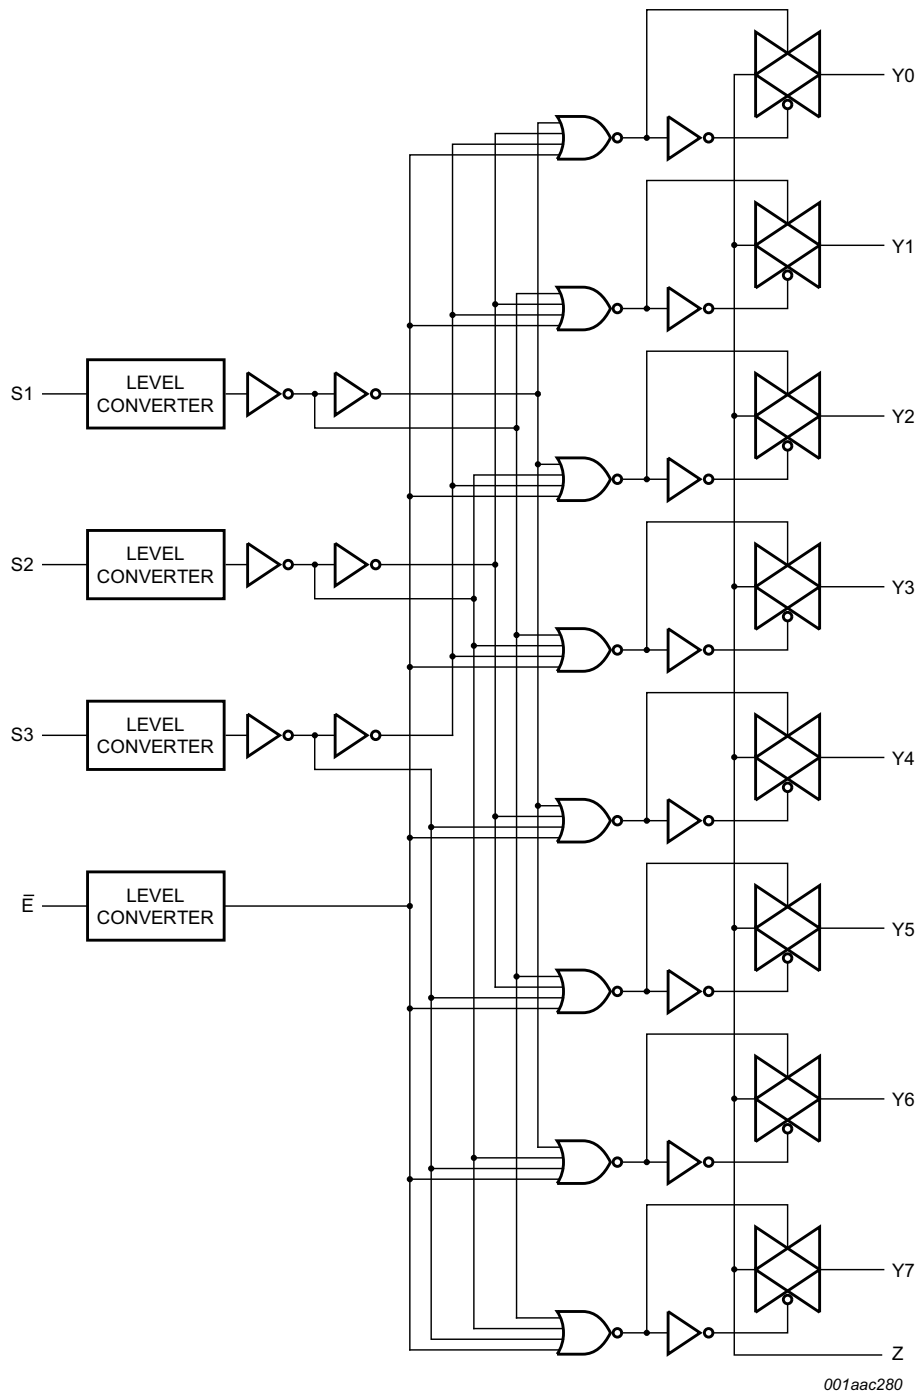 Y0
Y1
S1
LEVEL
CONVERTER
Y2
S2
LEVEL
CONVERTER
Y3
S3
LEVEL
CONVERTER
Y4
E̅
LEVEL
CONVERTER
Y5
Y6
Y7
Z
001aac280